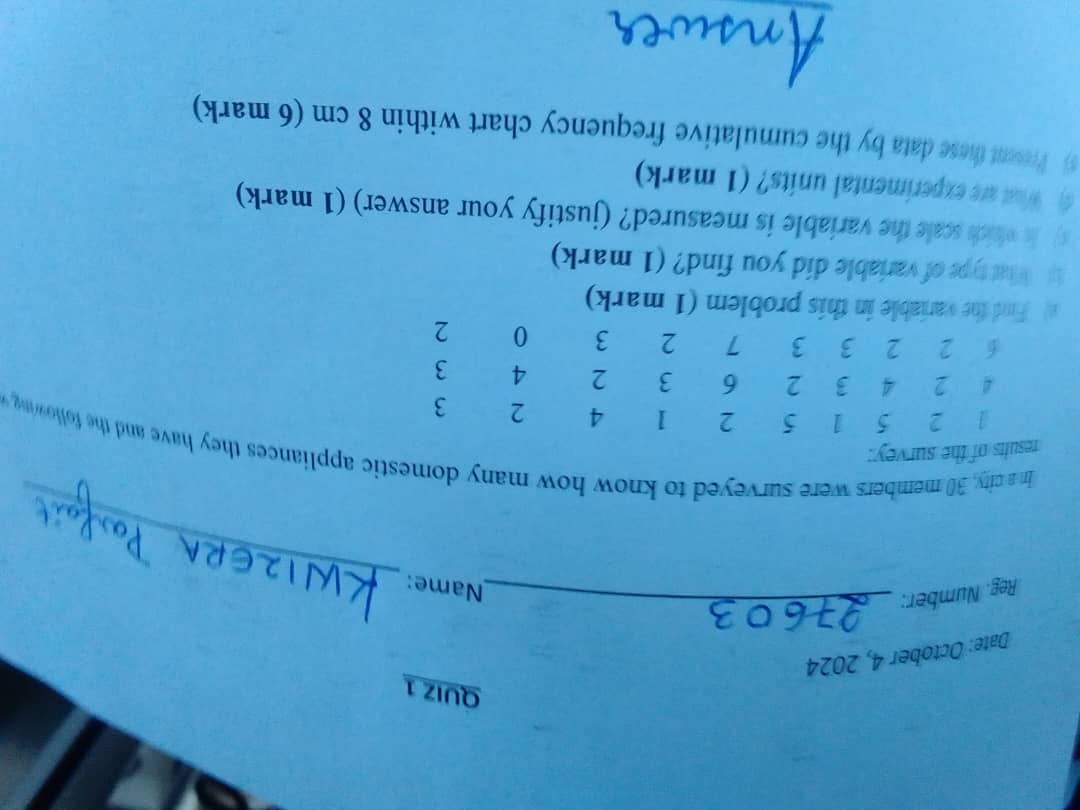 QUIZ 1
Date: October 4, 2024
Reg. Number: 27603 Name: KWIZERA Parfait
In a city, 30 members were surveyed to know how many domestic appliances they have and the following
results of the survey:
1 2 5 1 5 2 1 4 2 3
4 2 4 3 2 6 3 2 4 3
6 2 2 3 3 7 2 3 0 2
a) Find the variable in this problem (1 mark)
b) What type of variable did you find? (1 mark)
c) In which scale the variable is measured? (justify your answer) (1 mark)
d) What are experimental units? (1 mark)
e) Present these data by the cumulative frequency chart within 8 cm (6 mark)
Answer